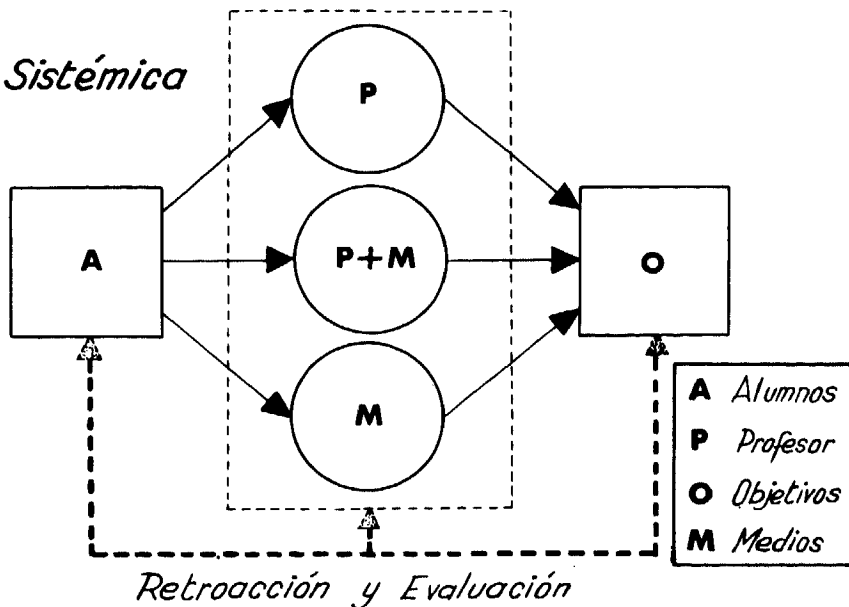 Sistémica
P
A
P+M
O
M
A Alumnos
P Profesor
O Objetivos
M Medios
Retroacción y Evaluación